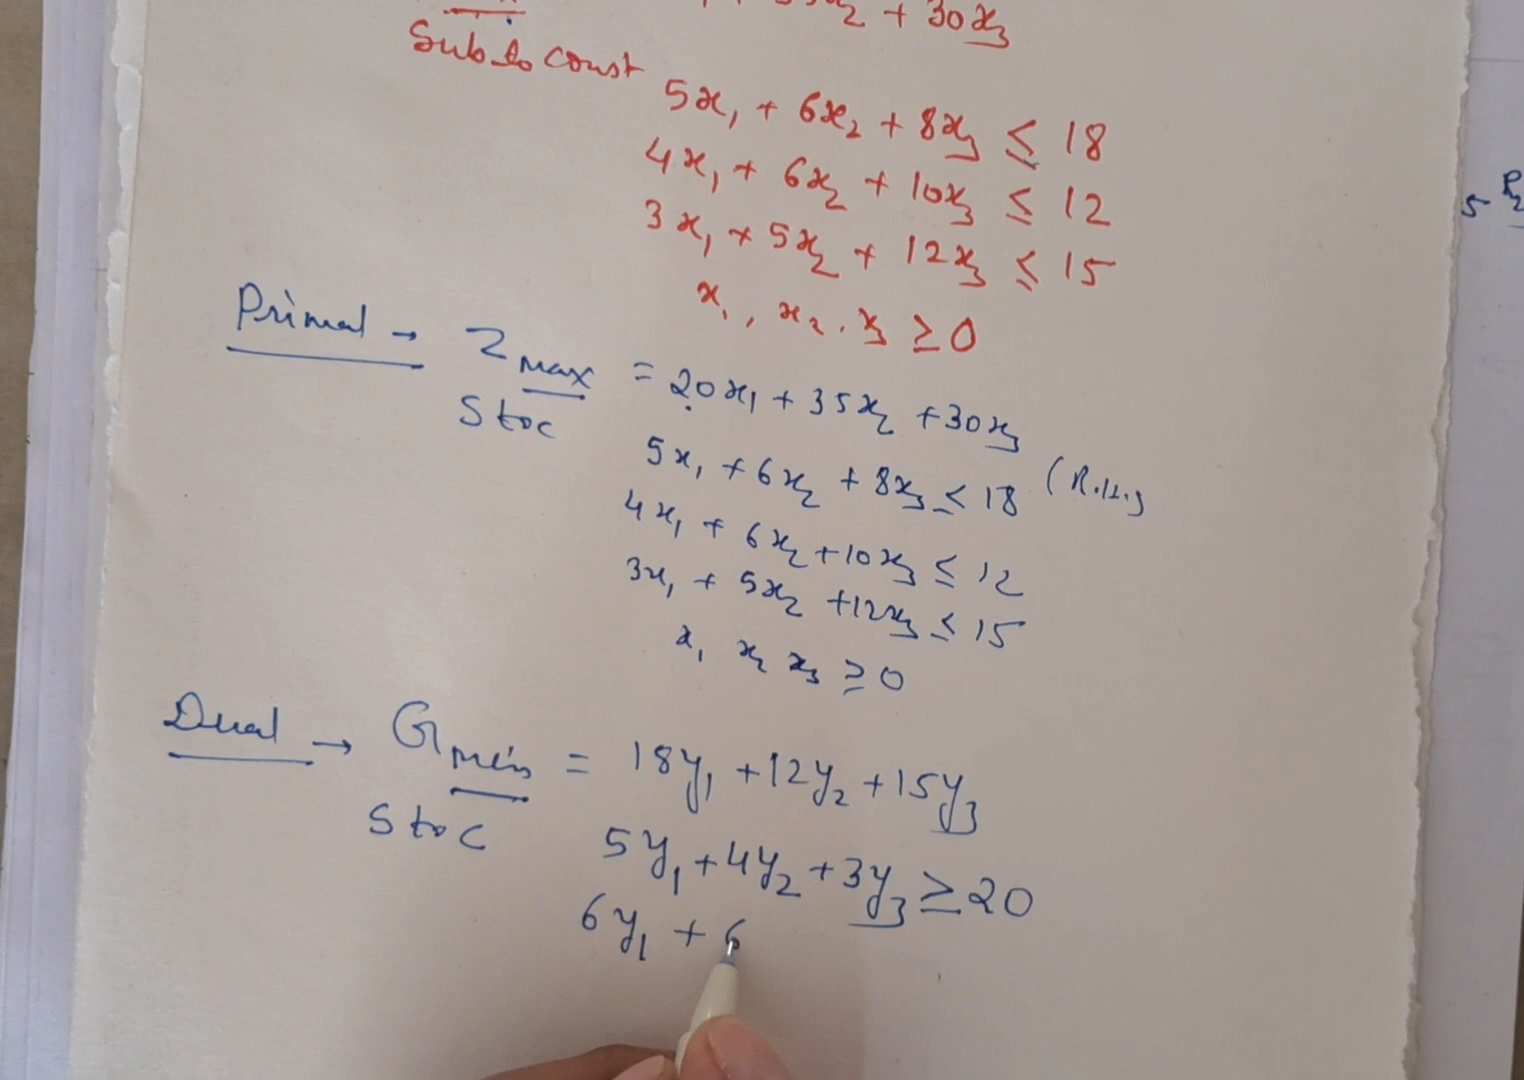 + 30x₃
Sub to const
5x₁ + 6x₂ + 8x₃ ≤ 18
4x₁ + 6x₂ + 10x₃ ≤ 12
3x₁ + 5x₂ + 12x₃ ≤ 15
x₁, x₂, x₃ ≥ 0
Primal → Z max = 20x₁ + 35x₂ + 30x₃
S to C
5x₁ + 6x₂ + 8x₃ ≤ 18
4x₁ + 6x₂ + 10x₃ ≤ 12
3x₁ + 5x₂ + 12x₃ ≤ 15
x₁ x₂ x₃ ≥ 0
Dual → G min = 18y₁ + 12y₂ + 15y₃
S to C
5y₁ + 4y₂ + 3y₃ ≥ 20
6y₁ + 6